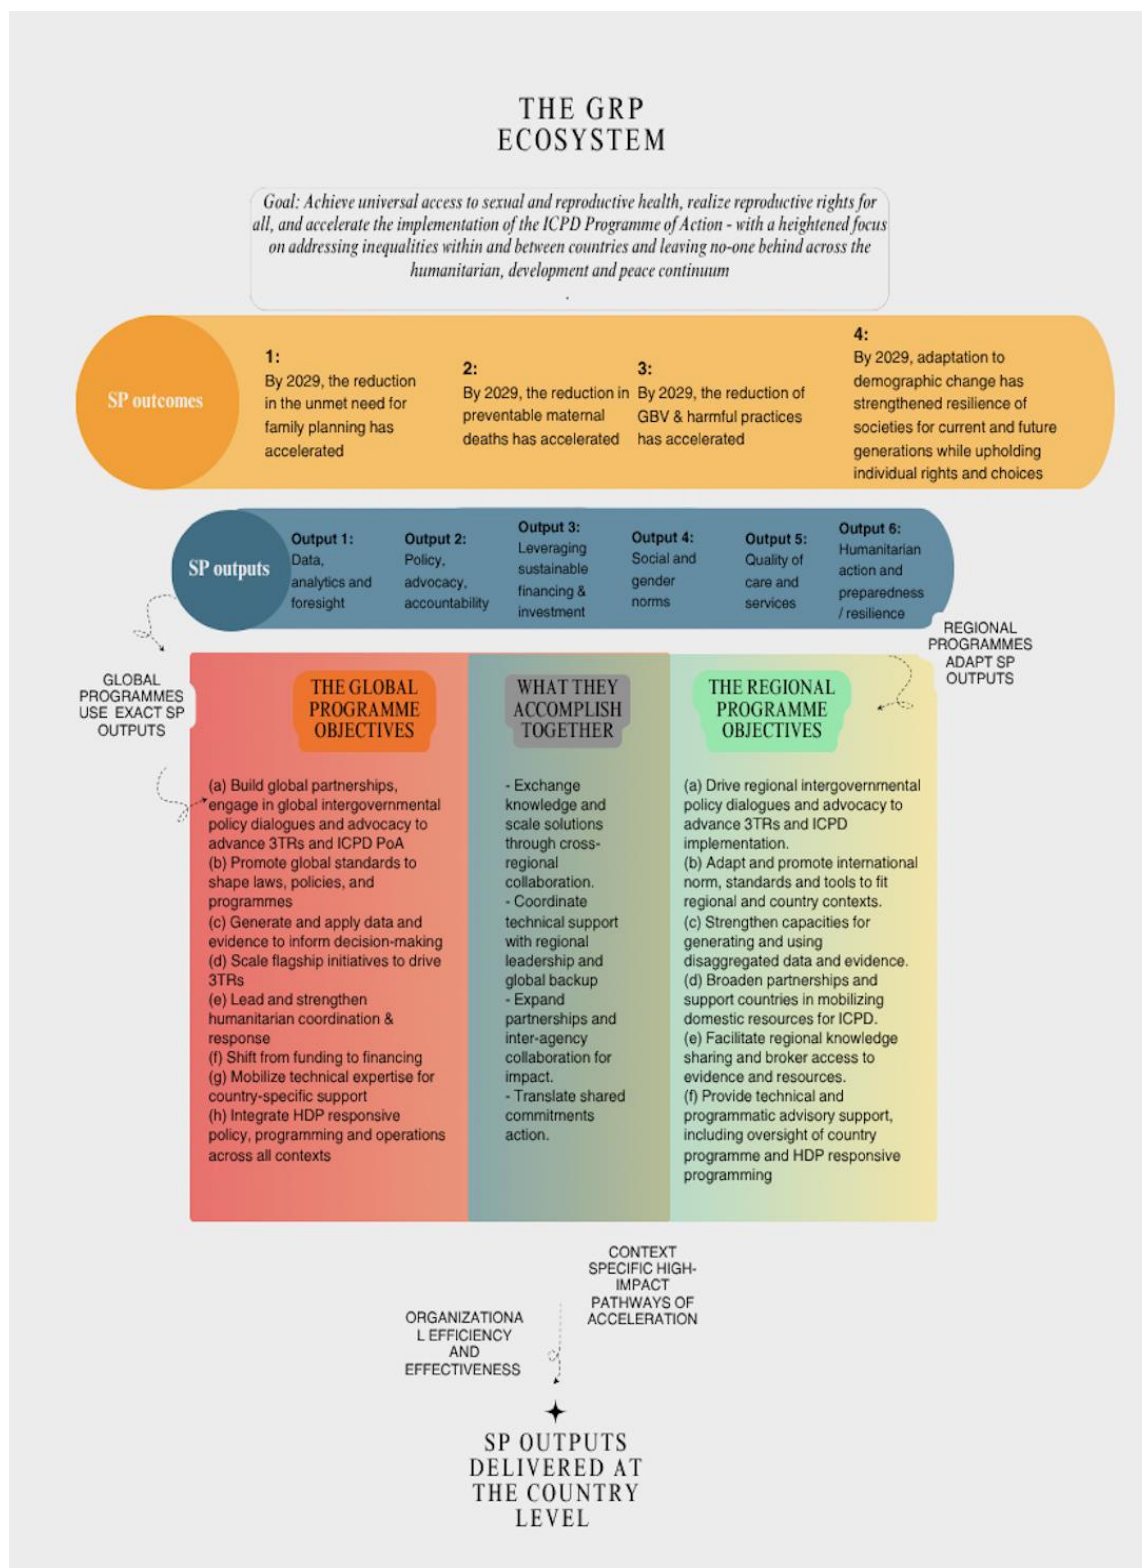 THE GRP
ECOSYSTEM
Goal: Achieve universal access to sexual and reproductive health, realize reproductive rights for
all, and accelerate the implementation of the ICPD Programme of Action - with a heightened focus
on addressing inequalities within and between countries and leaving no-one behind across the
humanitarian, development and peace continuum
.
SP outcomes
1:
By 2029, the reduction
in the unmet need for
family planning has
accelerated
2:
By 2029, the reduction in
preventable maternal
deaths has accelerated
3:
By 2029, the reduction of
GBV & harmful practices
has accelerated
4:
By 2029, adaptation to
demographic change has
strengthened resilience of
societies for current and future
generations while upholding
individual rights and choices
SP outputs
Output 1:
Data,
analytics and
foresight
Output 2:
Policy,
advocacy,
accountability
Output 3:
Leveraging
sustainable
financing &
investment
Output 4:
Social and
gender
norms
Output 5:
Quality of
care and
services
Output 6:
Humanitarian
action and
preparedness
/ resilience
GLOBAL
PROGRAMMES
USE EXACT SP
OUTPUTS
REGIONAL
PROGRAMMES
ADAPT SP
OUTPUTS
THE GLOBAL
PROGRAMME
OBJECTIVES
(a) Build global partnerships,
engage in global intergovernmental
policy dialogues and advocacy to
advance 3TRs and ICPD PoA
(b) Promote global standards to
shape laws, policies, and
programmes
(c) Generate and apply data and
evidence to inform decision-making
(d) Scale flagship initiatives to drive
3TRs
(e) Lead and strengthen
humanitarian coordination &
response
(f) Shift from funding to financing
(g) Mobilize technical expertise for
country-specific support
(h) Integrate HDP responsive
policy, programming and operations
across all contexts
WHAT THEY
ACCOMPLISH
TOGETHER
- Exchange
knowledge and
scale solutions
through cross-
regional
collaboration.
- Coordinate
technical support
with regional
leadership and
global backup
- Expand
partnerships and
inter-agency
collaboration for
impact.
- Translate shared
commitments
action.
THE REGIONAL
PROGRAMME
OBJECTIVES
(a) Drive regional intergovernmental
policy dialogues and advocacy to
advance 3TRs and ICPD
implementation.
(b) Adapt and promote international
norm, standards and tools to fit
regional and country contexts.
(c) Strengthen capacities for
generating and using
disaggregated data and evidence.
(d) Broaden partnerships and
support countries in mobilizing
domestic resources for ICPD.
(e) Facilitate regional knowledge
sharing and broker access to
evidence and resources.
(f) Provide technical and
programmatic advisory support,
including oversight of country
programme and HDP responsive
programming
CONTEXT
SPECIFIC HIGH-
IMPACT
PATHWAYS OF
ACCELERATION
ORGANIZATIONA
L EFFICIENCY
AND
EFFECTIVENESS
SP OUTPUTS
DELIVERED AT
THE COUNTRY
LEVEL